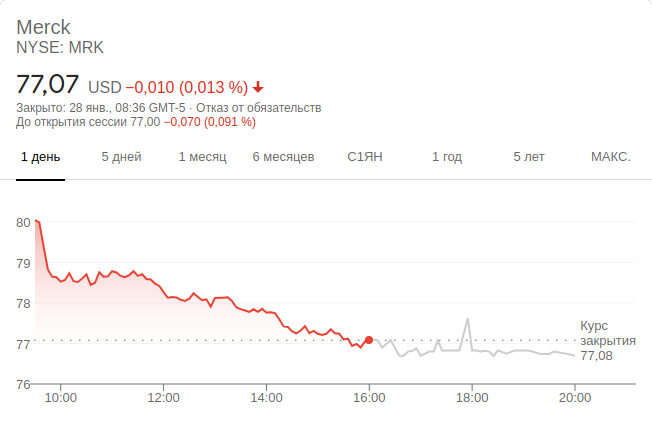 Merck
NYSE: MRK
77,07 USD −0,010 (0,013 %)
Закрыто: 28 янв., 08:36 GMT-5 · Отказ от обязательств
До открытия сессии 77,00 −0,070 (0,091 %)
1 день 5 дней 1 месяц 6 месяцев С1ЯН 1 год 5 лет МАКС.
80
79
78
77
76
Курс
закрытия
77,08
10:00 12:00 14:00 16:00 18:00 20:00